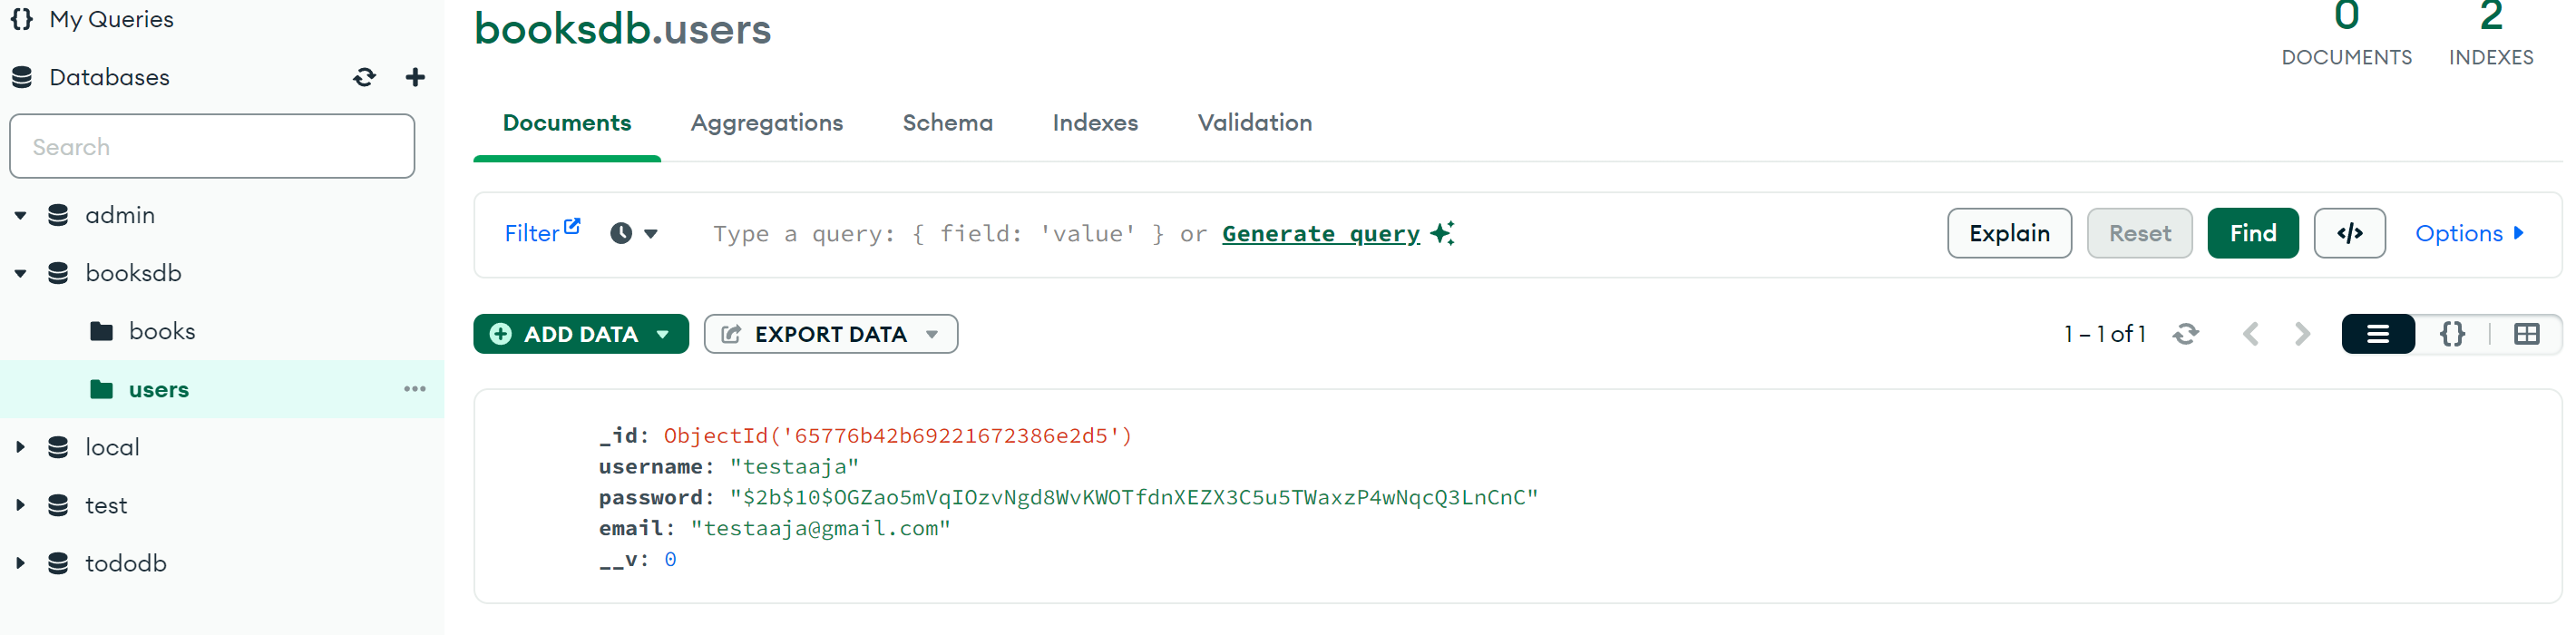 {} My Queries
Databases
Search
admin
booksdb
books
users
local
test
tododb
booksdb.users
0
DOCUMENTS
2
INDEXES
Documents Aggregations Schema Indexes Validation
Filter Type a query: { field: 'value' } or Generate query Explain Reset Find </> Options
ADD DATA EXPORT DATA 1 – 1 of 1 {}
_id: ObjectId('65776b42b69221672386e2d5')
username: "testaaja"
password: "$2b$10$OGZao5mVqIOzvNgd8WvKWOTfdnXEZX3C5u5TWaxzP4wNqcQ3LnCnC"
email: "testaaja@gmail.com"
__v: 0